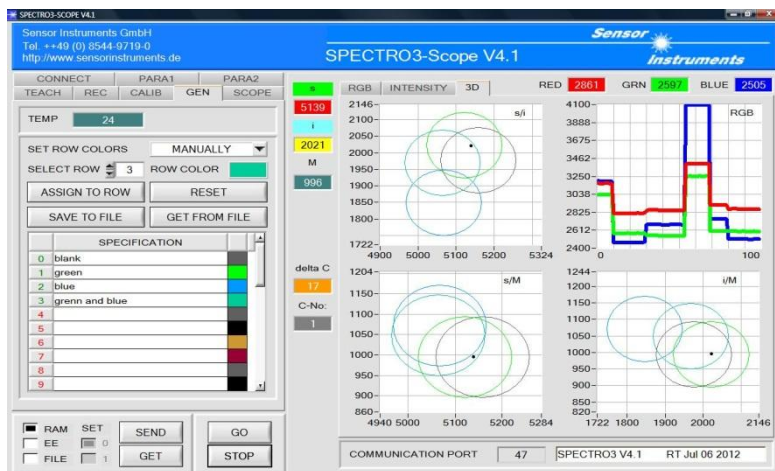 SPECTRO3-SCOPE V4.1
Sensor Instruments GmbH
Tel. ++49 (0) 8544-9719-0
http://www.sensorinstruments.de
SPECTRO3-Scope V4.1
Sensor
Instruments
CONNECT PARA1 PARA2
TEACH REC CALIB GEN SCOPE
TEMP 24
SET ROW COLORS MANUALLY
SELECT ROW 3 ROW COLOR
ASSIGN TO ROW RESET
SAVE TO FILE GET FROM FILE
SPECIFICATION
0 blank
1 green
2 blue
3 grenn and blue
4
5
6
7
8
9
RAM SET SEND GO
EE 0
FILE 1 GET STOP
s
5139
i
2021
M
996
delta C
17
C-No:
1
RGB INTENSITY 3D RED 2861 GRN 2597 BLUE 2505
s/i
2146
2100
2050
2000
1950
1900
1850
1800
1722
4900 5000 5100 5200 5324
RGB
4100
3888
3675
3462
3250
3038
2825
2612
2400
0 100
s/M
1204
1150
1100
1050
1000
950
900
860
4940 5000 5100 5200 5284
i/M
1244
1200
1150
1100
1050
1000
950
900
850
820
1722 1800 1900 2000 2146
COMMUNICATION PORT 47 SPECTRO3 V4.1 RT Jul 06 2012